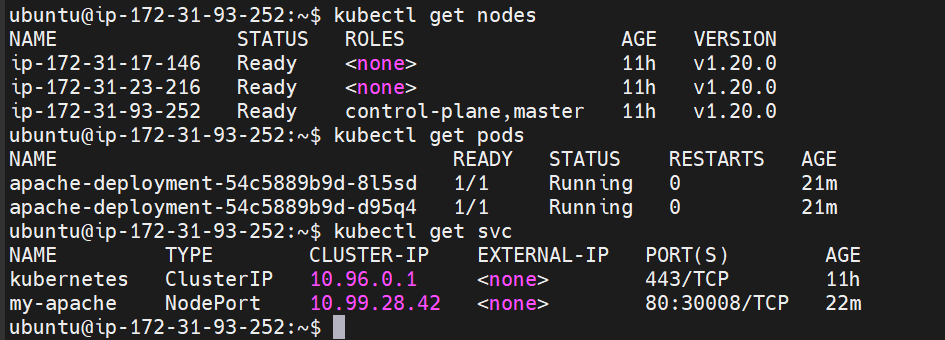 ubuntu@ip-172-31-93-252:~$ kubectl get nodes
NAME STATUS ROLES AGE VERSION
ip-172-31-17-146 Ready <none> 11h v1.20.0
ip-172-31-23-216 Ready <none> 11h v1.20.0
ip-172-31-93-252 Ready control-plane,master 11h v1.20.0
ubuntu@ip-172-31-93-252:~$ kubectl get pods
NAME READY STATUS RESTARTS AGE
apache-deployment-54c5889b9d-8l5sd 1/1 Running 0 21m
apache-deployment-54c5889b9d-d95q4 1/1 Running 0 21m
ubuntu@ip-172-31-93-252:~$ kubectl get svc
NAME TYPE CLUSTER-IP EXTERNAL-IP PORT(S) AGE
kubernetes ClusterIP 10.96.0.1 <none> 443/TCP 11h
my-apache NodePort 10.99.28.42 <none> 80:30008/TCP 22m
ubuntu@ip-172-31-93-252:~$